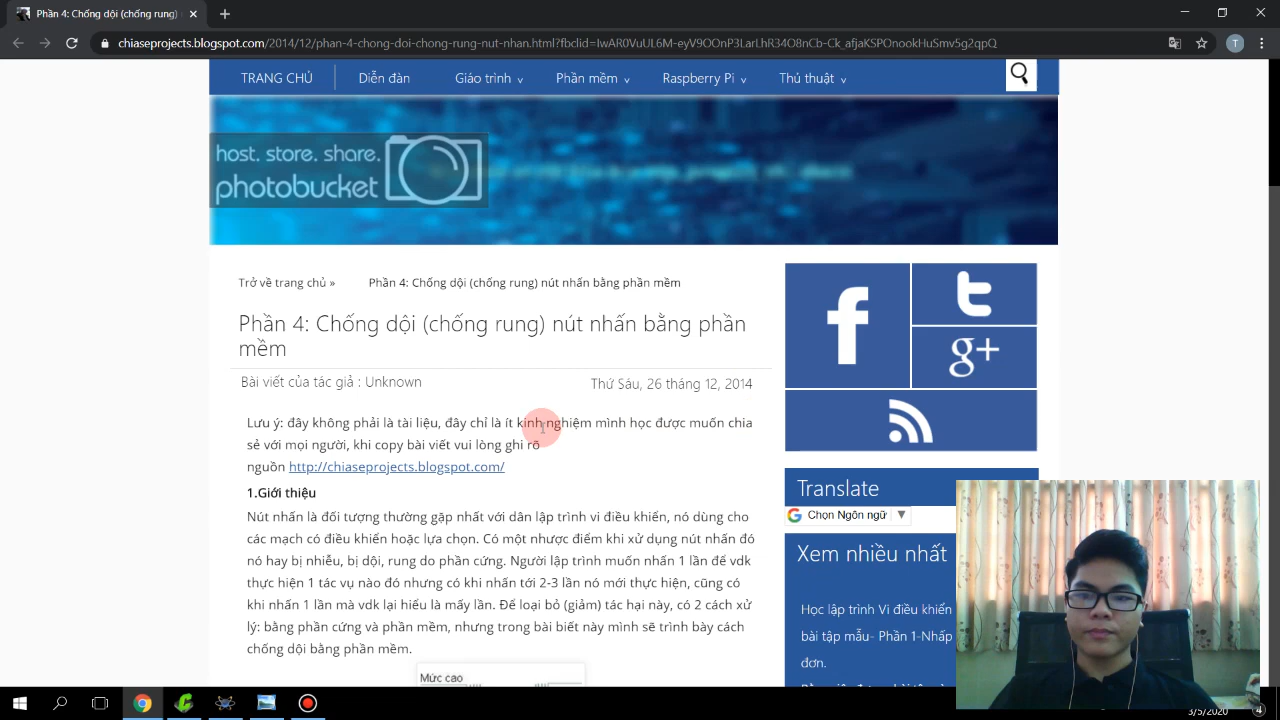 Phần 4: Chống dội (chống rung)
chiaseprojects.blogspot.com/2014/12/phan-4-chong-doi-chong-rung-nut-nhan.html?fbclid=IwAR0VuUL6M-eyV9OOnP3LarLhR34O8nCb-Ck_afjaKSPOnookHuSmv5g2qpQ
T
TRANG CHỦ Diễn đàn Giáo trình Phần mềm Raspberry Pi Thủ thuật
host. store. share.
photobucket
Trở về trang chủ » Phần 4: Chống dội (chống rung) nút nhấn bằng phần mềm
Phần 4: Chống dội (chống rung) nút nhấn bằng phần
mềm
Bài viết của tác giả : Unknown Thứ Sáu, 26 tháng 12, 2014
Lưu ý: đây không phải là tài liệu, đây chỉ là ít kinh nghiệm mình học được muốn chia
sẻ với mọi người, khi copy bài viết vui lòng ghi rõ
nguồn http://chiaseprojects.blogspot.com/
1.Giới thiệu
Nút nhấn là đối tượng thường gặp nhất với dân lập trình vi điều khiển, nó dùng cho
các mạch có điều khiển hoặc lựa chọn. Có một nhược điểm khi xử dụng nút nhấn đó
nó hay bị nhiễu, bị dội, rung do phần cứng. Người lập trình muốn nhấn 1 lần để vdk
thực hiện 1 tác vụ nào đó nhưng có khi nhấn tới 2-3 lần nó mới thực hiện, cũng có
khi nhấn 1 lần mà vdk lại hiểu là mấy lần. Để loại bỏ (giảm) tác hại này, có 2 cách xử
lý: bằng phần cứng và phần mềm, nhưng trong bài biết này mình sẽ trình bày cách
chống dội bằng phần mềm.
Mức cao
f
t
g+
Translate
G Chọn Ngôn ngữ
Xem nhiều nhất
Học lập trình Vi điều khiển
bài tập mẫu- Phần 1-Nhấp
đơn.
3/5/2020
4